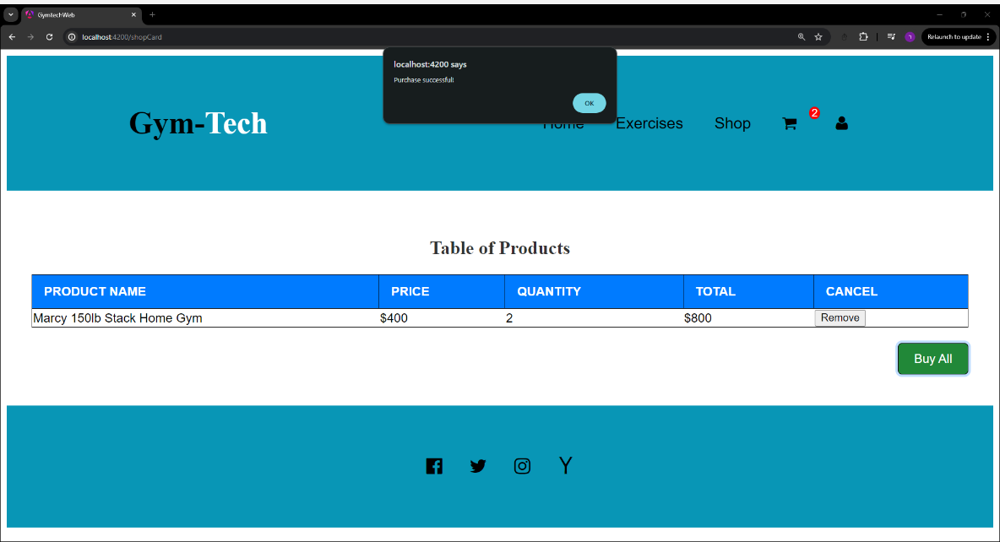 GymtechWeb
localhost:4200/shopCard
Relaunch to update
localhost:4200 says
Purchase successful!
OK
Gym-Tech
Home
Exercises
Shop
2
Table of Products
PRODUCT NAME PRICE QUANTITY TOTAL CANCEL
Marcy 150lb Stack Home Gym $400 2 $800 Remove
Buy All